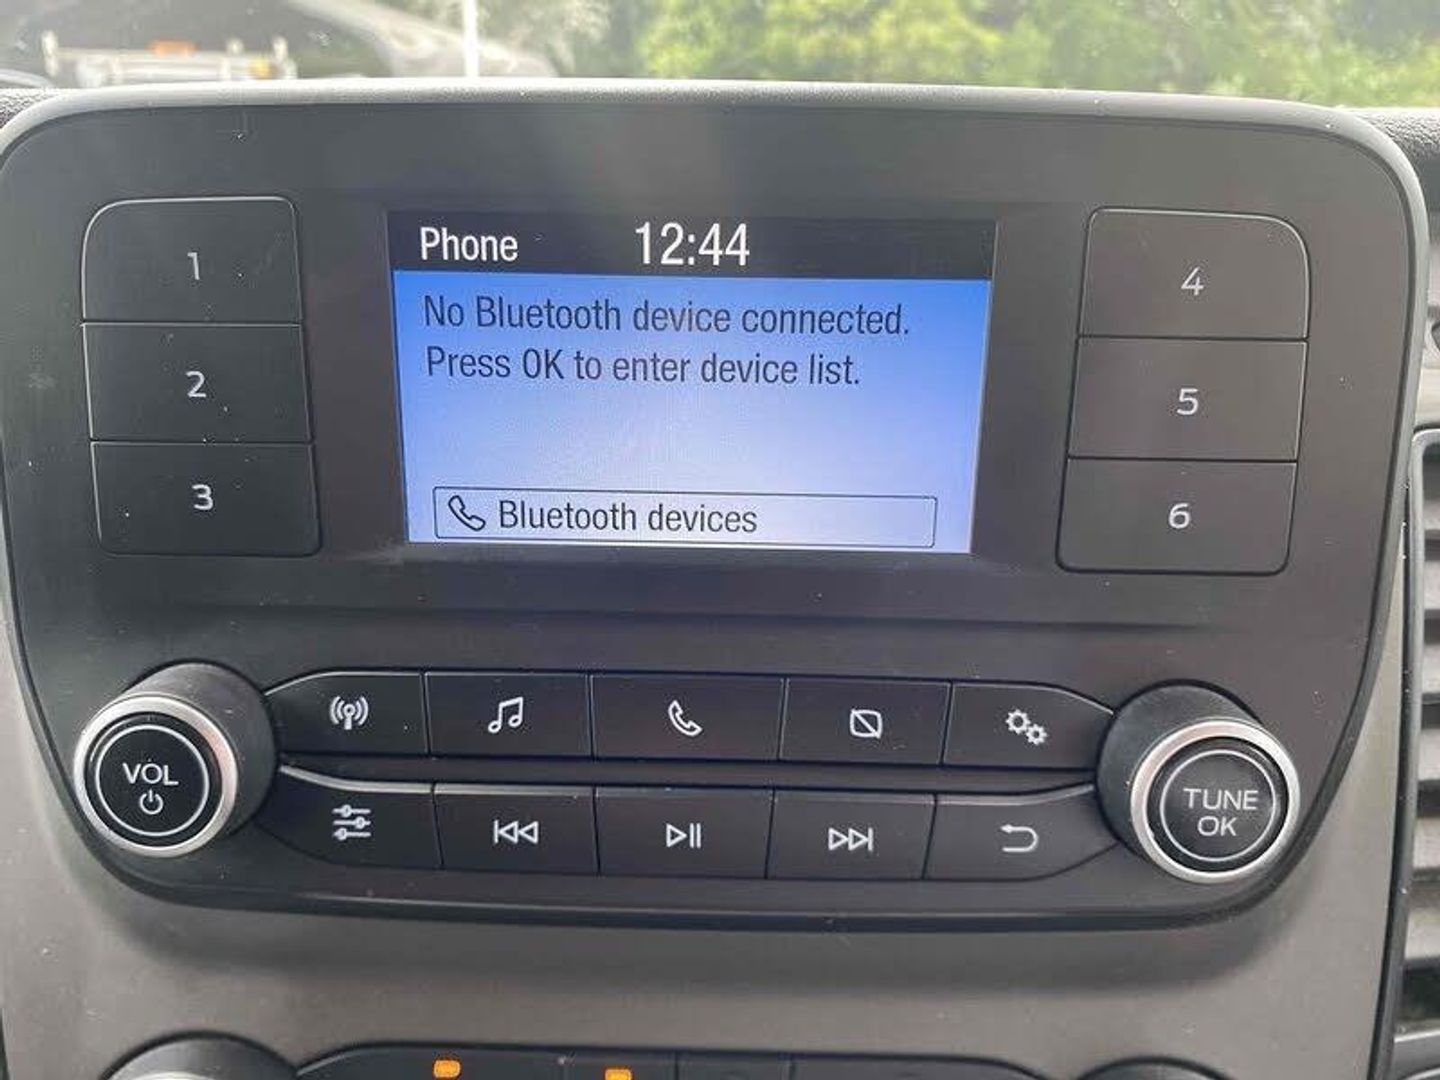 Phone 12:44
No Bluetooth device connected.
Press OK to enter device list.
Bluetooth devices
1
2
3
4
5
6
VOL
TUNE
OK